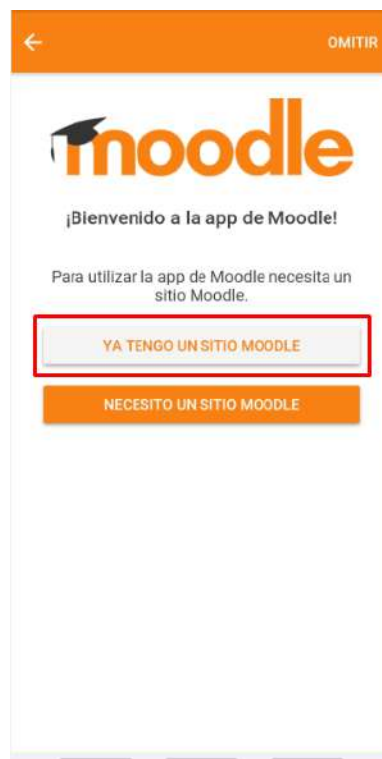 OMITIR
moodle
¡Bienvenido a la app de Moodle!
Para utilizar la app de Moodle necesita un
sitio Moodle.
YA TENGO UN SITIO MOODLE
NECESITO UN SITIO MOODLE